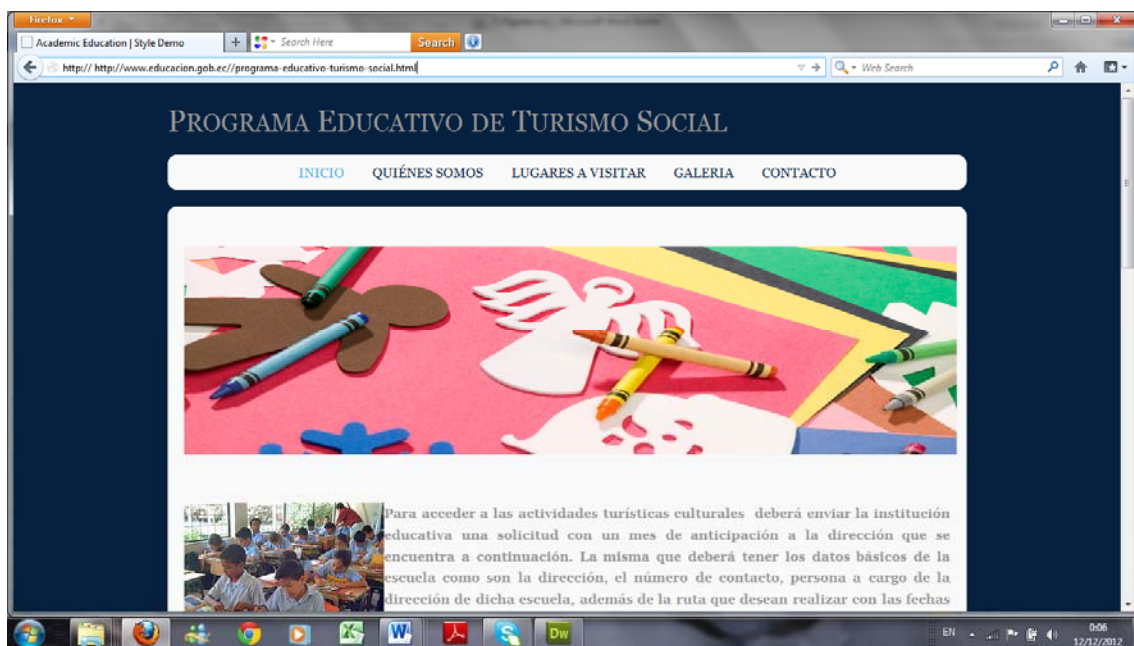 Firefox
Academic Education | Style Demo
Search Here
Search
http:// http://www.educacion.gob.ec//programa-educativo-turismo-social.html
Web Search
PROGRAMA EDUCATIVO DE TURISMO SOCIAL
INICIO QUIÉNES SOMOS LUGARES A VISITAR GALERIA CONTACTO
Para acceder a las actividades turísticas culturales deberá enviar la institución
educativa una solicitud con un mes de anticipación a la dirección que se
encuentra a continuación. La misma que deberá tener los datos básicos de la
escuela como son la dirección, el número de contacto, persona a cargo de la
dirección de dicha escuela, además de la ruta que desean realizar con las fechas
Dw
EN
0:06
12/12/2012